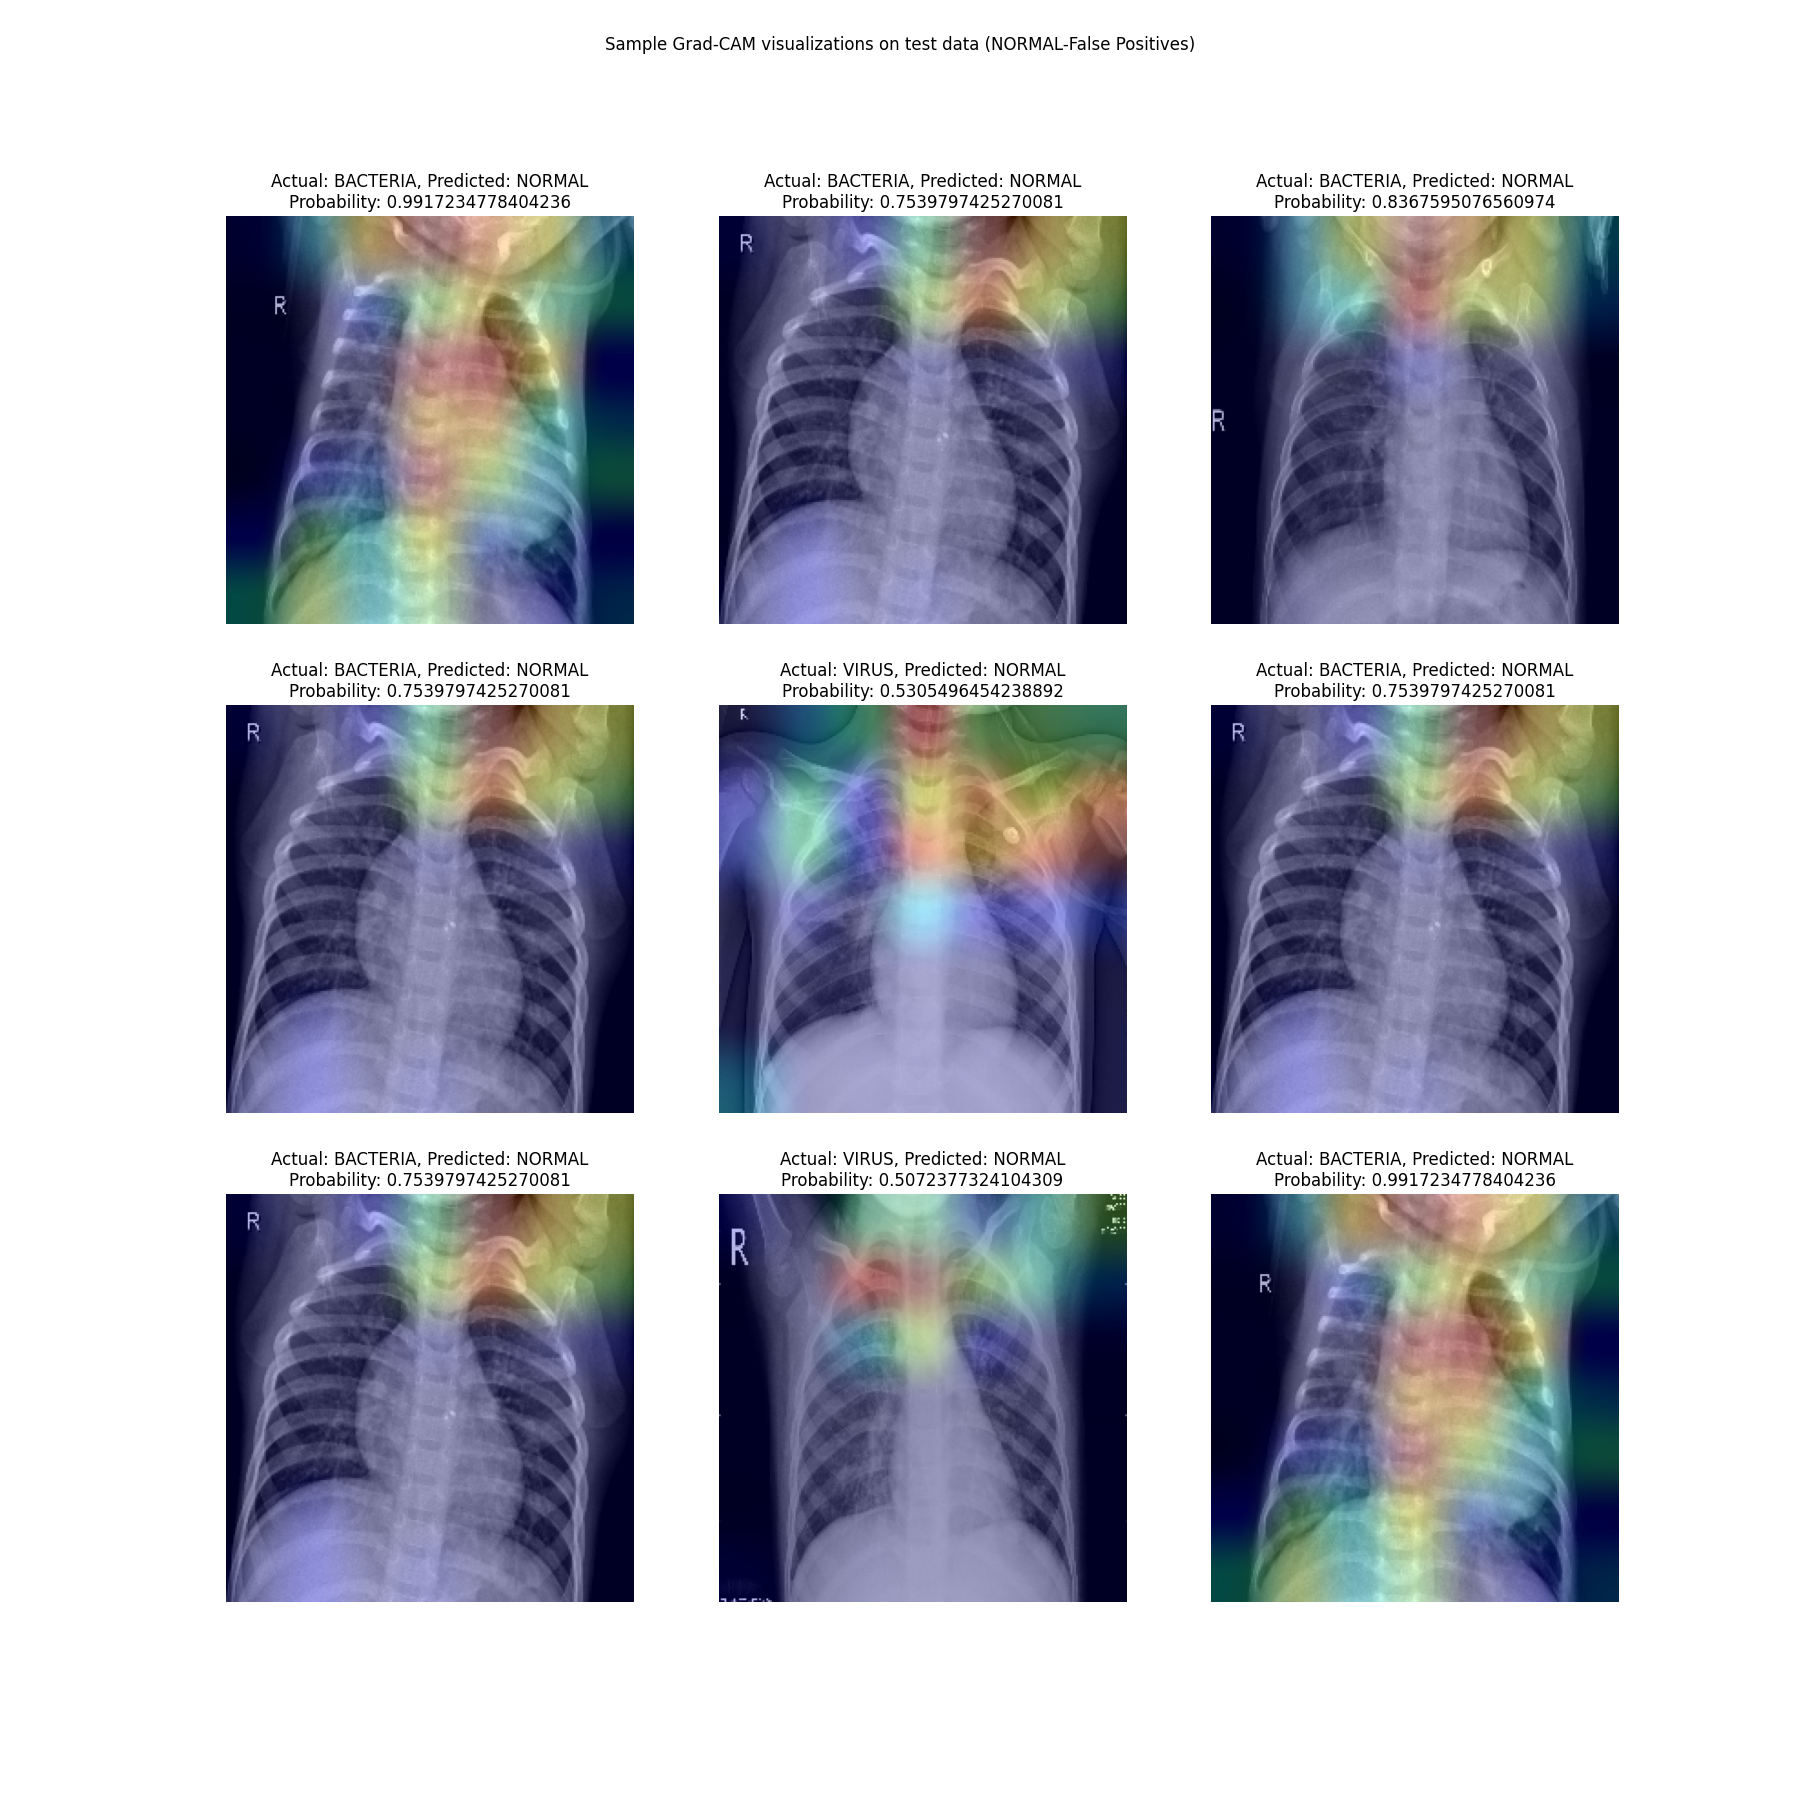 Sample Grad-CAM visualizations on test data (NORMAL-False Positives)
Actual: BACTERIA, Predicted: NORMAL
Probability: 0.9917234778404236
Actual: BACTERIA, Predicted: NORMAL
Probability: 0.7539797425270081
Actual: BACTERIA, Predicted: NORMAL
Probability: 0.8367595076560974
R
R
R
Actual: BACTERIA, Predicted: NORMAL
Probability: 0.7539797425270081
Actual: VIRUS, Predicted: NORMAL
Probability: 0.5305496454238892
Actual: BACTERIA, Predicted: NORMAL
Probability: 0.7539797425270081
R
R
R
Actual: BACTERIA, Predicted: NORMAL
Probability: 0.7539797425270081
Actual: VIRUS, Predicted: NORMAL
Probability: 0.5072377324104309
Actual: BACTERIA, Predicted: NORMAL
Probability: 0.9917234778404236
R
R
R